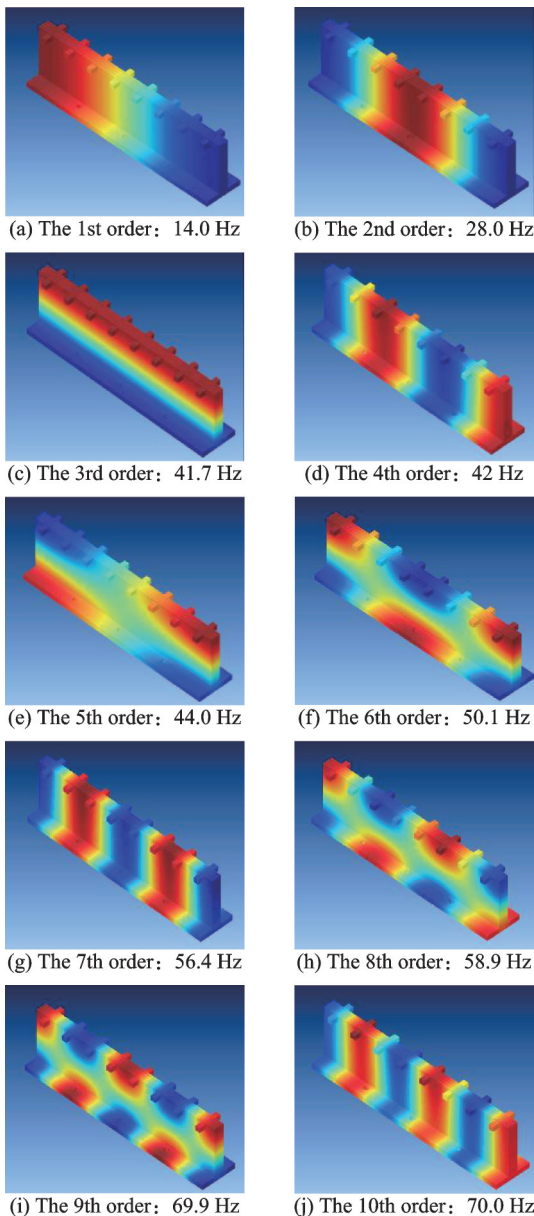 (a) The 1st order：14.0 Hz
(b) The 2nd order：28.0 Hz
(c) The 3rd order：41.7 Hz
(d) The 4th order：42 Hz
(e) The 5th order：44.0 Hz
(f) The 6th order：50.1 Hz
(g) The 7th order：56.4 Hz
(h) The 8th order：58.9 Hz
(i) The 9th order：69.9 Hz
(j) The 10th order：70.0 Hz